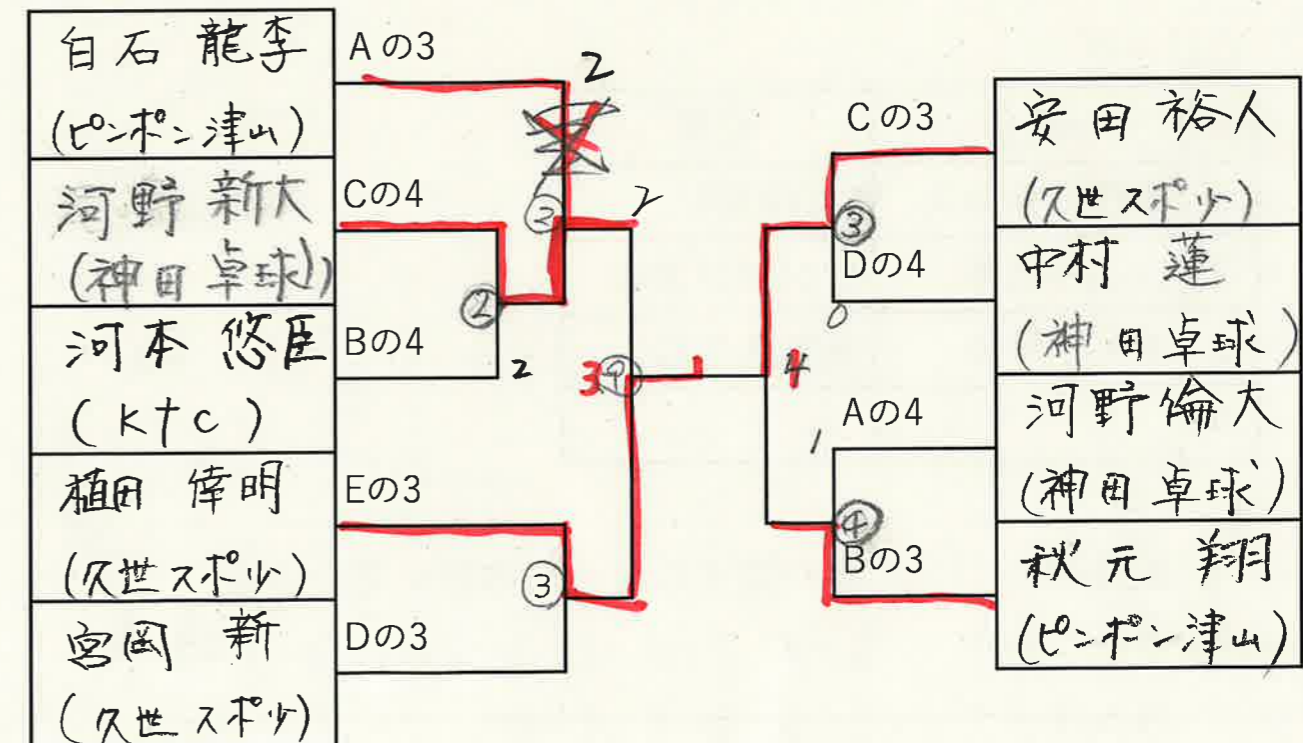 白石 龍李
(ピンポン津山)
Aの3
2
河野 新大
(神田卓球)
Cの4
②
2
河本 悠臣
(KTC)
Bの4
②
2
3
植田 倖明
(久世スポ少)
Eの3
③
宮岡 新
(久世スポ少)
Dの3
1
4
Cの3
安田 裕人
(久世スポ少)
③
Dの4
0
中村 蓮
(神田卓球)
Aの4
1
河野倫大
(神田卓球)
④
Bの3
秋元 翔
(ピンポン津山)